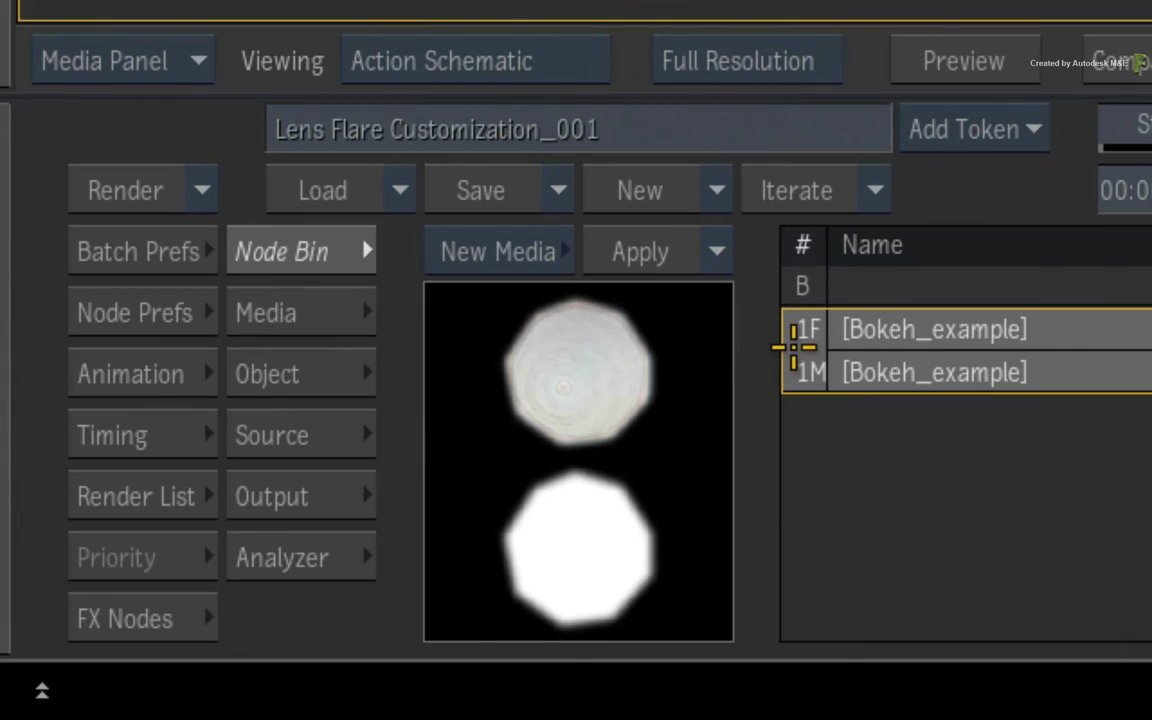 Media Panel Viewing Action Schematic Full Resolution Preview
Created by Autodesk M&E
Lens Flare Customization_001 Add Token
Render Load Save New Iterate 00:0
Batch Prefs Node Bin New Media Apply # Name
B
Node Prefs Media 1F [Bokeh_example]
Animation Object 1M [Bokeh_example]
Timing Source
Render List Output
Priority Analyzer
FX Nodes